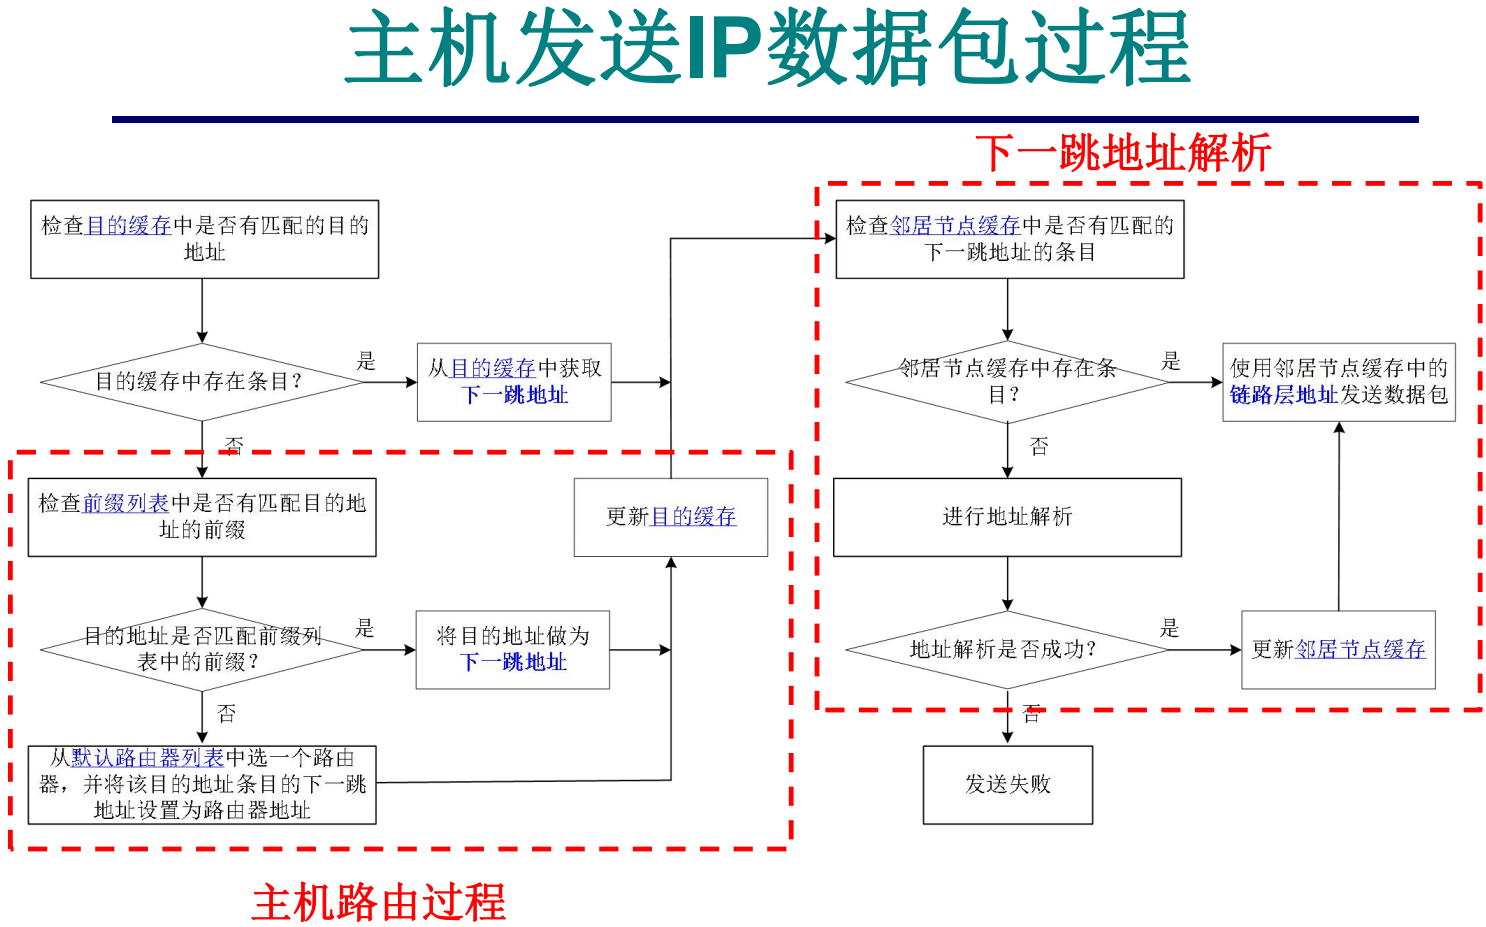 主机发送IP数据包过程
下一跳地址解析
检查目的缓存中是否有匹配的目的
地址
目的缓存中存在条目？
是
从目的缓存中获取
下一跳地址
否
检查前缀列表中是否有匹配目的地
址的前缀
更新目的缓存
目的地址是否匹配前缀列
表中的前缀？
是
将目的地址做为
下一跳地址
否
从默认路由器列表中选一个路由
器，并将该目的地址条目的下一跳
地址设置为路由器地址
主机路由过程
检查邻居节点缓存中是否有匹配的
下一跳地址的条目
邻居节点缓存中存在条
目？
是
使用邻居节点缓存中的
链路层地址发送数据包
否
进行地址解析
地址解析是否成功？
是
更新邻居节点缓存
否
发送失败